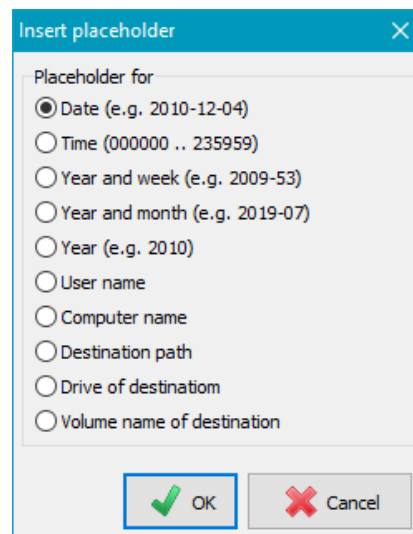 Insert placeholder
Placeholder for
Date (e.g. 2010-12-04)
Time (000000 .. 235959)
Year and week (e.g. 2009-53)
Year and month (e.g. 2019-07)
Year (e.g. 2010)
User name
Computer name
Destination path
Drive of destinatiom
Volume name of destination
OK
Cancel